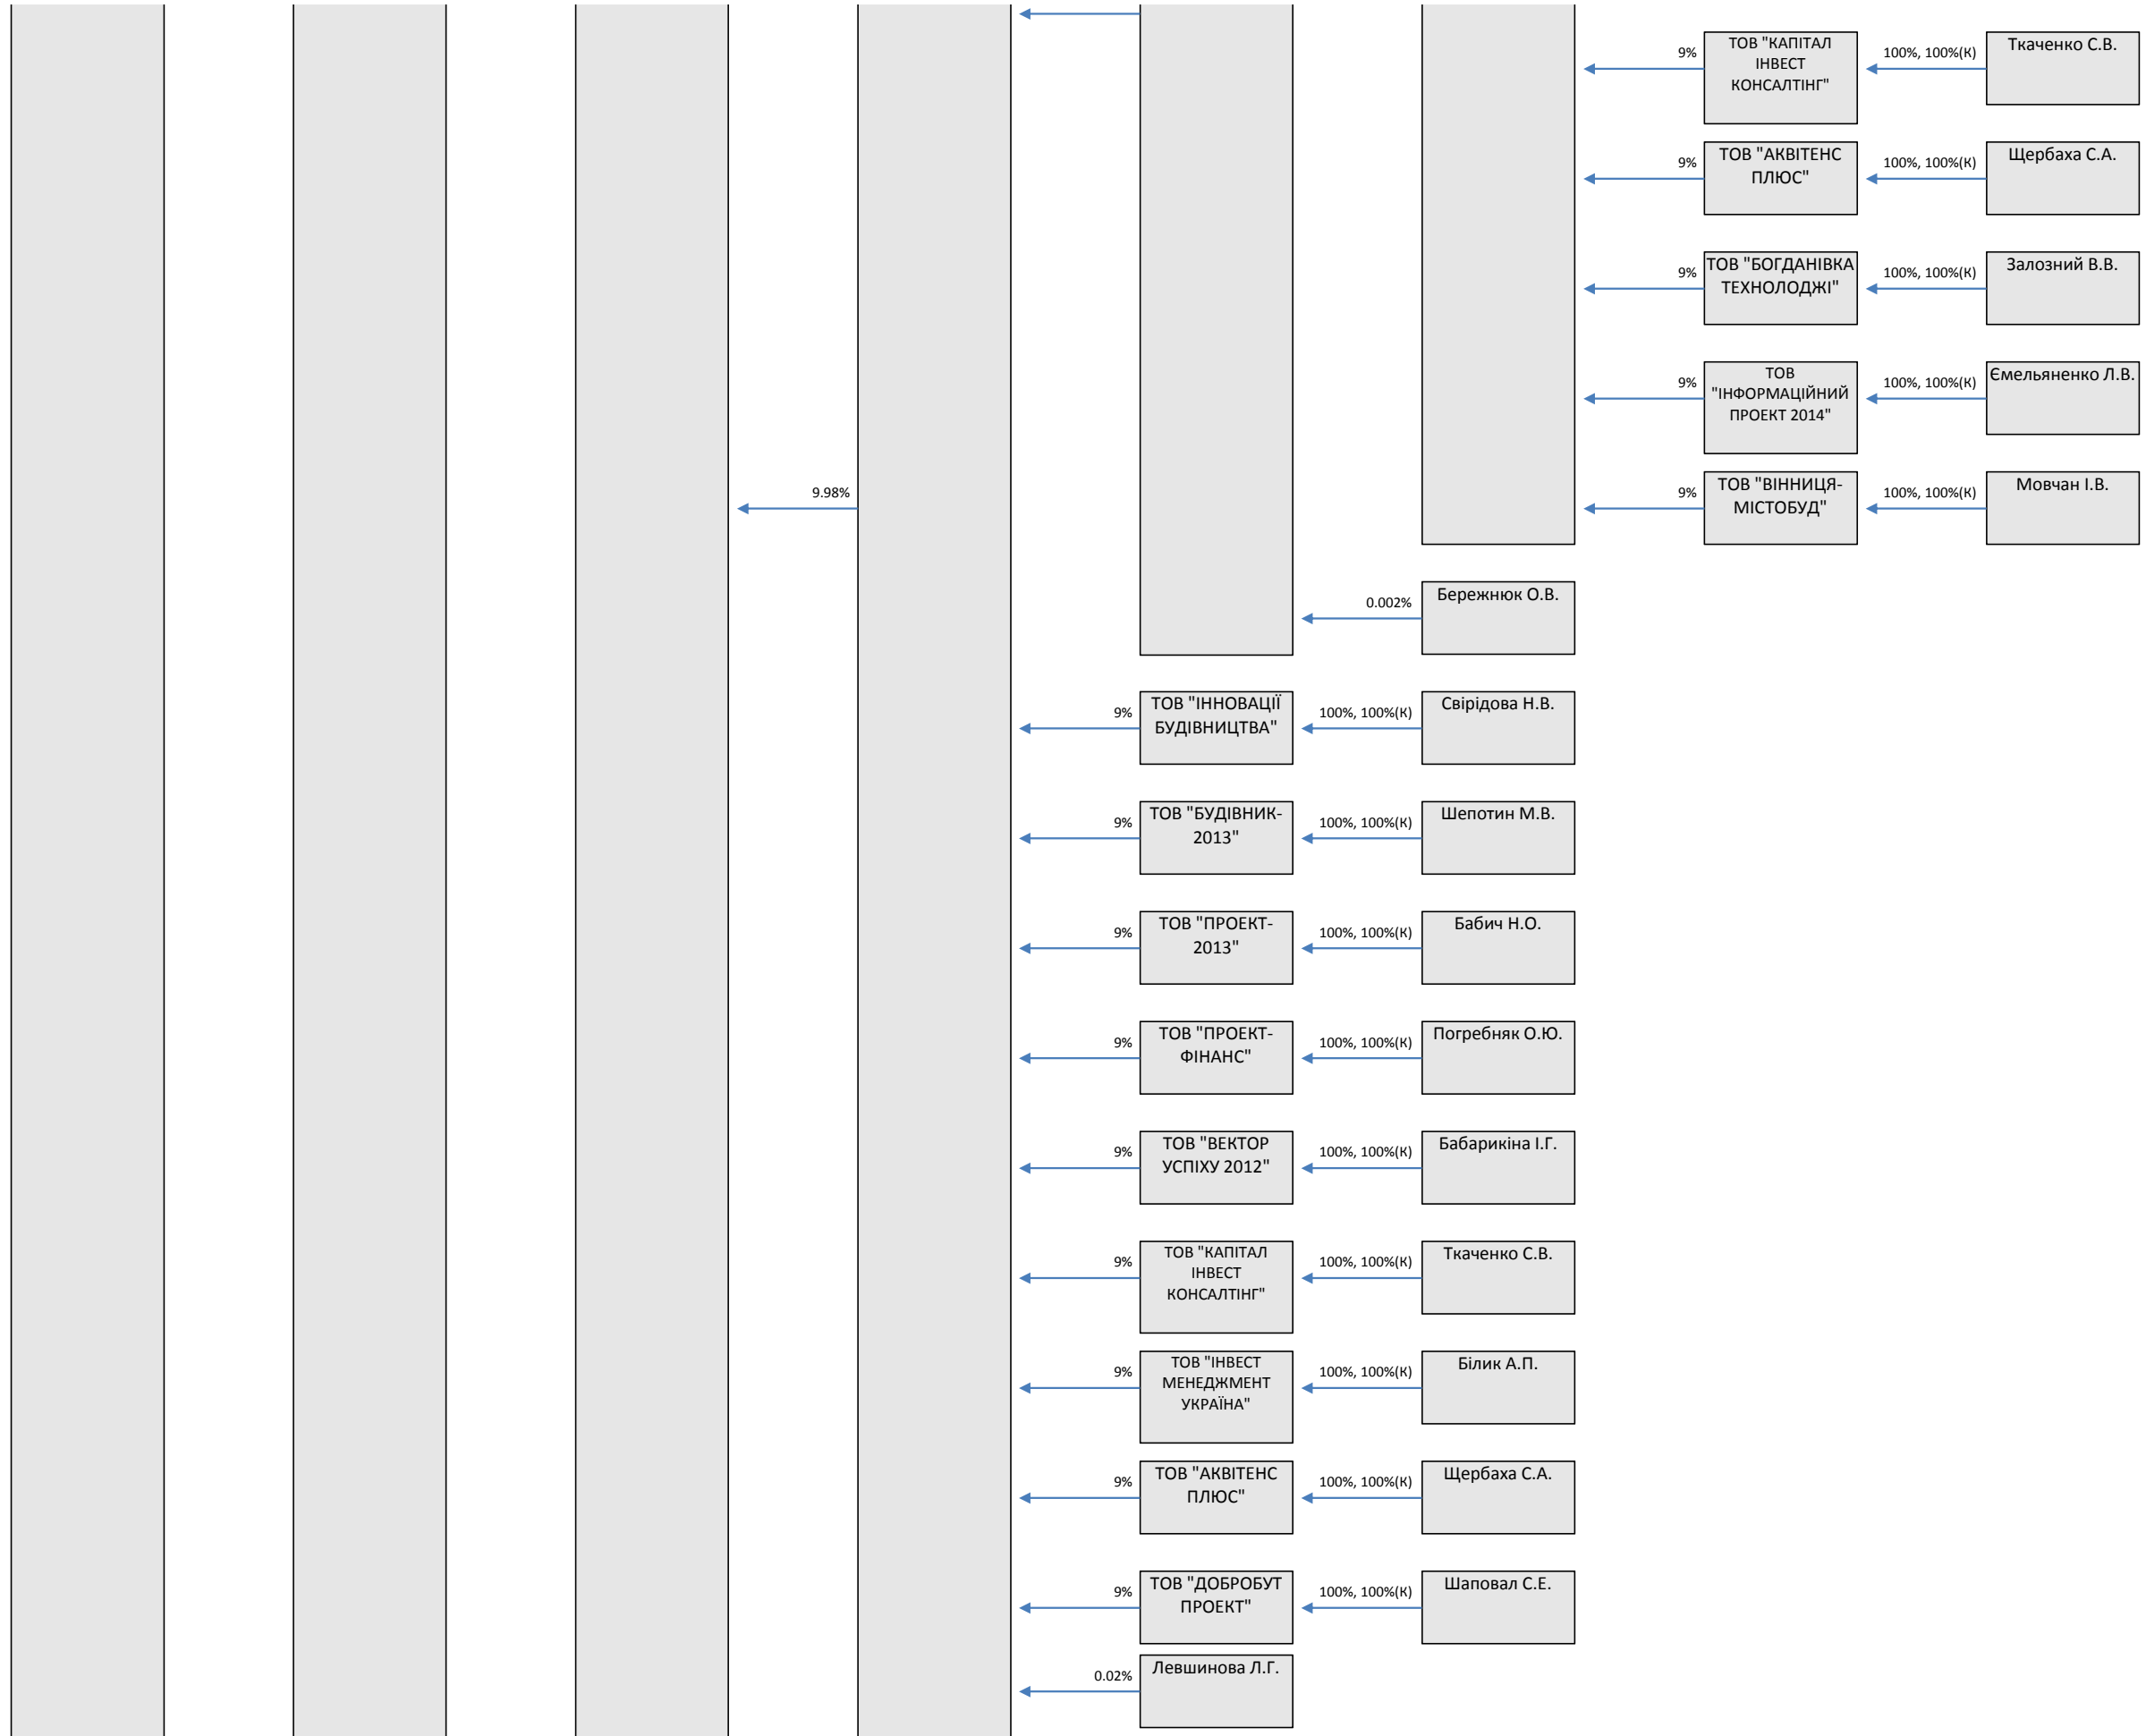 9%
ТОВ "КАПІТАЛ
ІНВЕСТ
КОНСАЛТІНГ"
100%, 100%(К)
Ткаченко С.В.
9%
ТОВ "АКВІТЕНС
ПЛЮС"
100%, 100%(К)
Щербаха С.А.
9%
ТОВ "БОГДАНІВКА
ТЕХНОЛОДЖІ"
100%, 100%(К)
Залозний В.В.
9%
ТОВ
"ІНФОРМАЦІЙНИЙ
ПРОЕКТ 2014"
100%, 100%(К)
Ємельяненко Л.В.
9.98%
9%
ТОВ "ВІННИЦЯ-
МІСТОБУД"
100%, 100%(К)
Мовчан І.В.
0.002%
Бережнюк О.В.
9%
ТОВ "ІННОВАЦІЇ
БУДІВНИЦТВА"
100%, 100%(К)
Свірідова Н.В.
9%
ТОВ "БУДІВНИК-
2013"
100%, 100%(К)
Шепотин М.В.
9%
ТОВ "ПРОЕКТ-
2013"
100%, 100%(К)
Бабич Н.О.
9%
ТОВ "ПРОЕКТ-
ФІНАНС"
100%, 100%(К)
Погребняк О.Ю.
9%
ТОВ "ВЕКТОР
УСПІХУ 2012"
100%, 100%(К)
Бабарикіна І.Г.
9%
ТОВ "КАПІТАЛ
ІНВЕСТ
КОНСАЛТІНГ"
100%, 100%(К)
Ткаченко С.В.
9%
ТОВ "ІНВЕСТ
МЕНЕДЖМЕНТ
УКРАЇНА"
100%, 100%(К)
Білик А.П.
9%
ТОВ "АКВІТЕНС
ПЛЮС"
100%, 100%(К)
Щербаха С.А.
9%
ТОВ "ДОБРОБУТ
ПРОЕКТ"
100%, 100%(К)
Шаповал С.Е.
0.02%
Левшинова Л.Г.